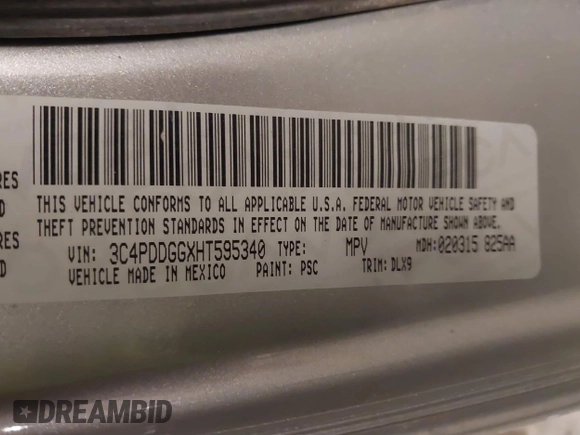 THIS VEHICLE CONFORMS TO ALL APPLICABLE U.S.A. FEDERAL MOTOR VEHICLE SAFETY AND
THEFT PREVENTION STANDARDS IN EFFECT ON THE DATE OF MANUFACTURE SHOWN ABOVE.
VIN: 3C4PDDGGXHT595340 TYPE: MPV MDH:020315 825AA
VEHICLE MADE IN MEXICO PAINT: PSC TRIM: DLX9
RES
D
RES
D
DREAMBID